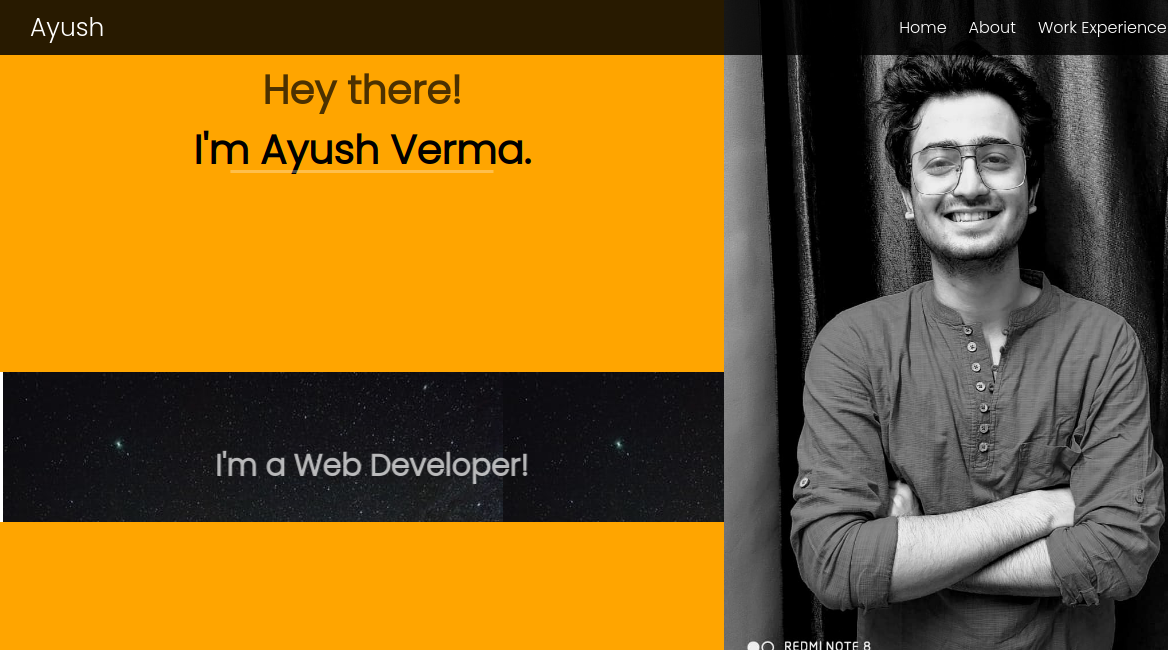 Ayush
Home About Work Experience
Hey there!
I'm Ayush Verma.
I'm a Web Developer!
REDMI NOTE 8